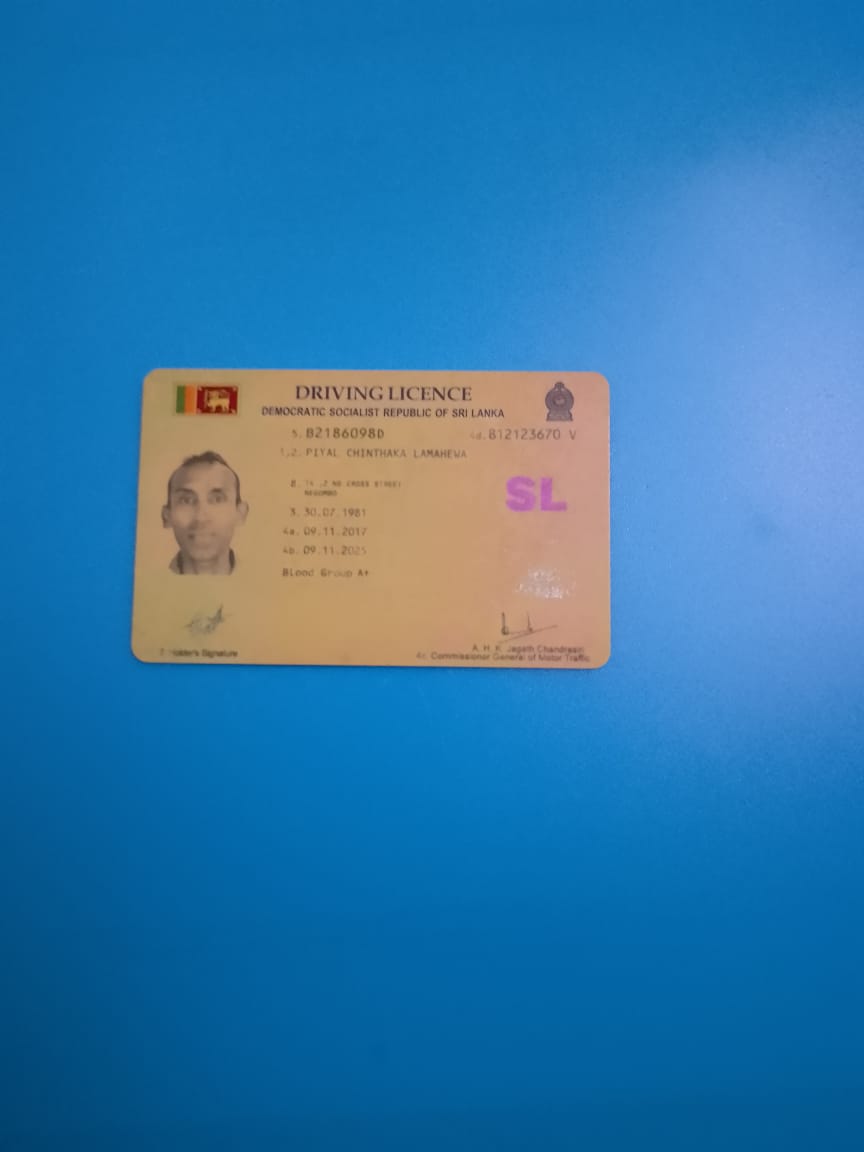 DRIVING LICENCE
DEMOCRATIC SOCIALIST REPUBLIC OF SRI LANKA
5. B2186098D 4d. 812123670 V
1,2. PIYAL CHINTHAKA LAMAHEWA
8. CROSS STREET
NEGOMBO
SL
3. 30.07.1981
4a. 09.11.2017
4b. 09.11.2025
Blood Group A+
7. Holder's Signature
A. H. K. Jagath Chandrasiri
4c. Commissioner General of Motor Traffic